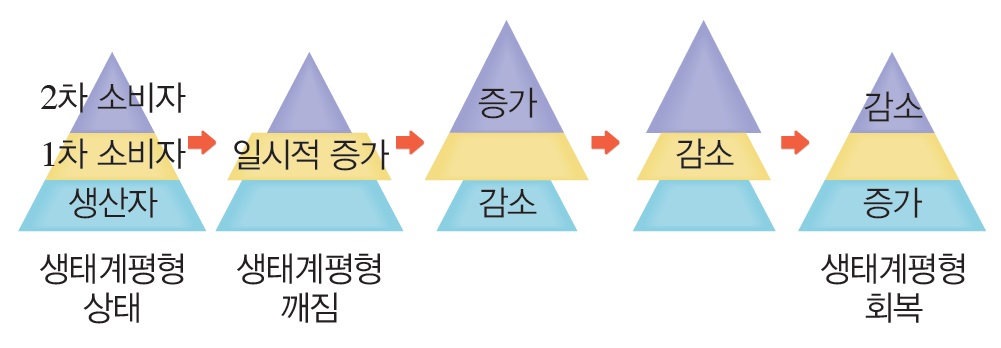 2차 소비자
1차 소비자
생산자
생태계평형
상태
일시적 증가
생태계평형
깨짐
증가
감소
감소
감소
증가
생태계평형
회복